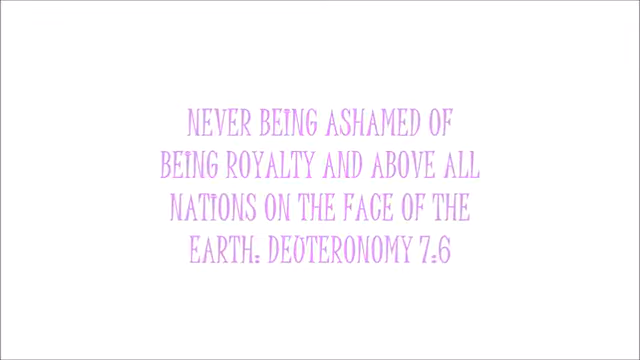 NEVER BEING ASHAMED OF
BEING ROYALTY AND ABOVE ALL
NATIONS ON THE FACE OF THE
EARTH: DEUTERONOMY 7:6